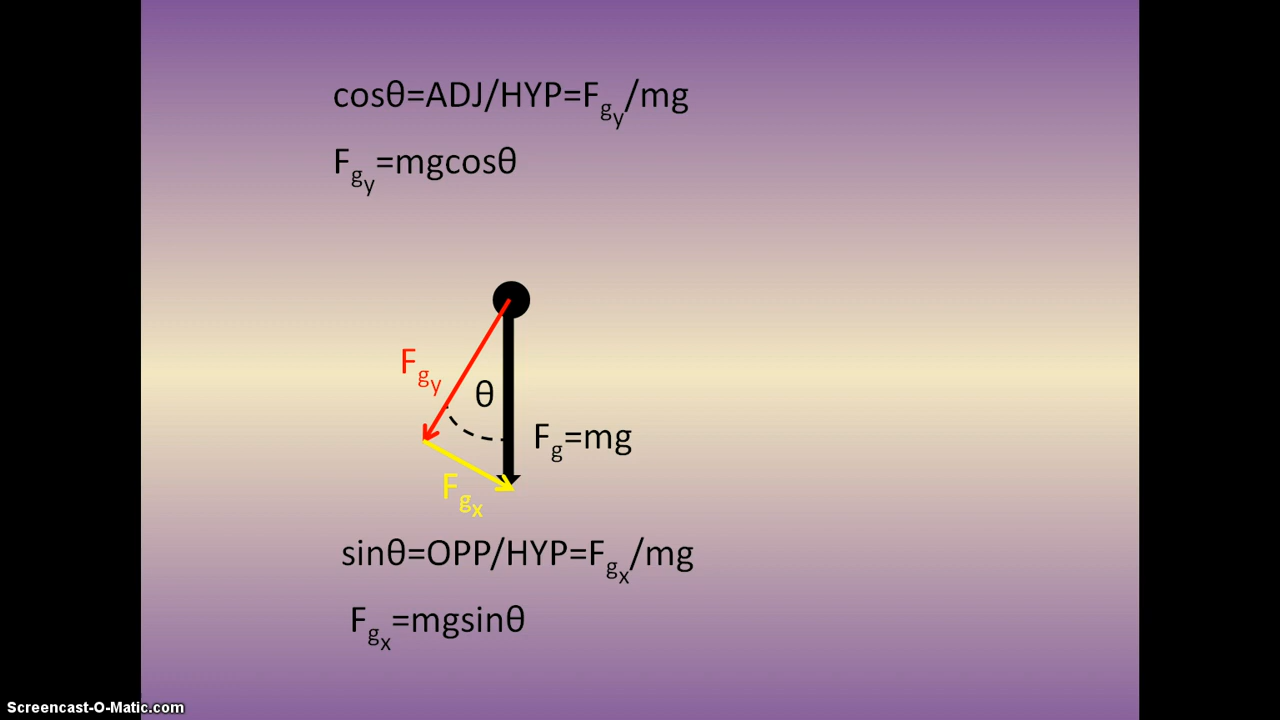 cosθ=ADJ/HYP=Fgy/mg
Fgy=mgcosθ
Fgy
θ
Fg=mg
Fgx
sinθ=OPP/HYP=Fgx/mg
Fgx=mgsinθ
Screencast-O-Matic.com